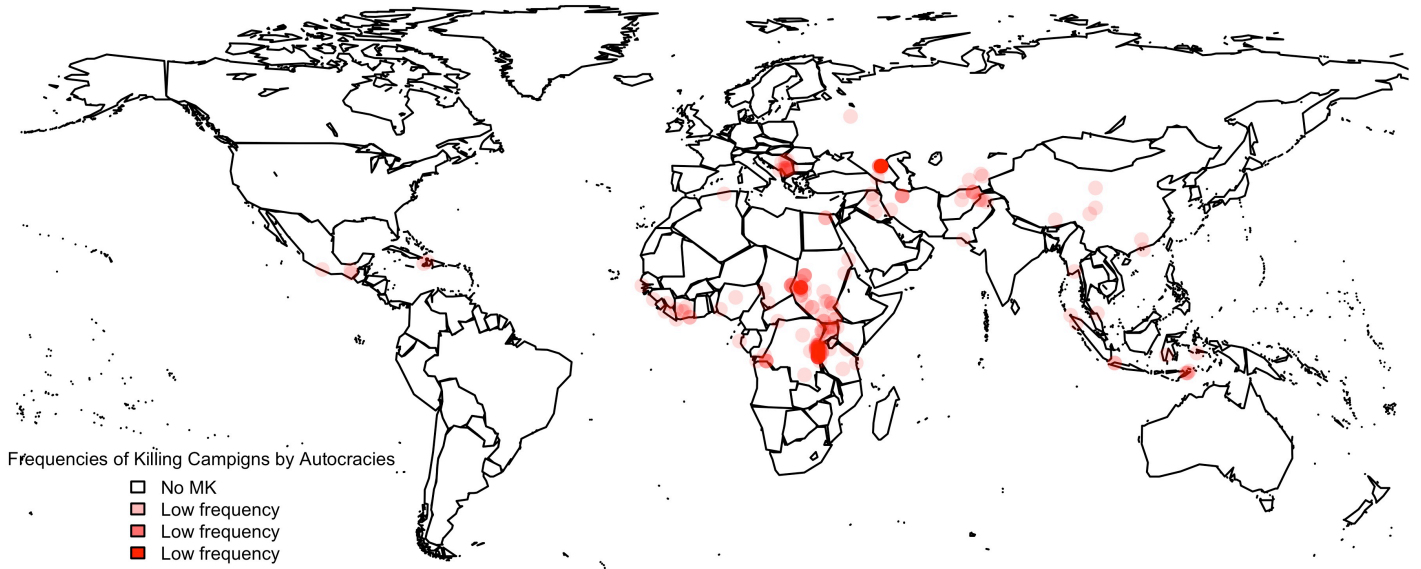 Frequencies of Killing Campigns by Autocracies
No MK
Low frequency
Low frequency
Low frequency